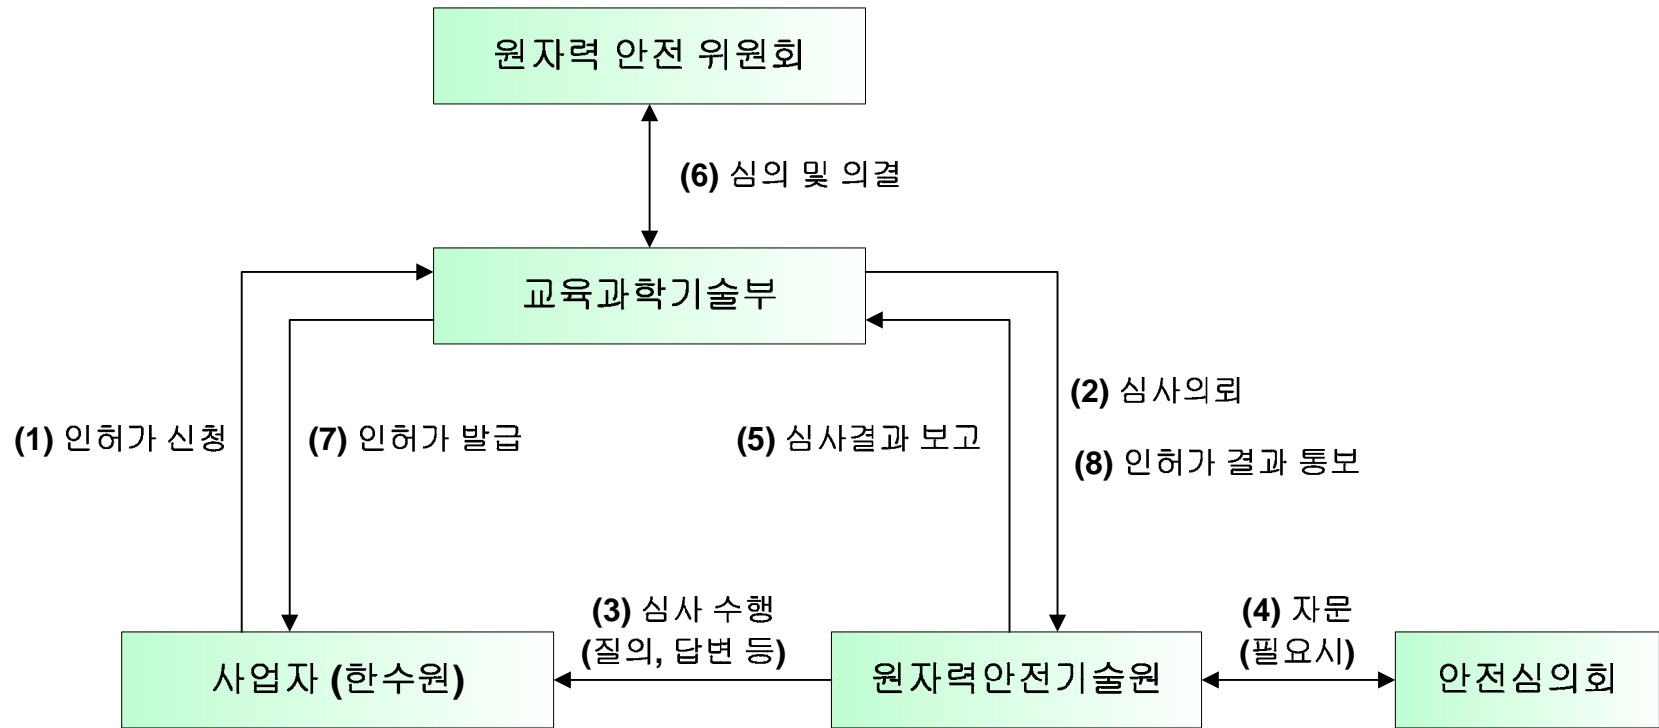 원자력 안전 위원회
(6) 심의 및 의결
교육과학기술부
(2) 심사의뢰
(1) 인허가 신청
(7) 인허가 발급
(5) 심사결과 보고
(8) 인허가 결과 통보
(3) 심사 수행
(질의, 답변 등)
(4) 자문
(필요시)
사업자 (한수원)
원자력안전기술원
안전심의회